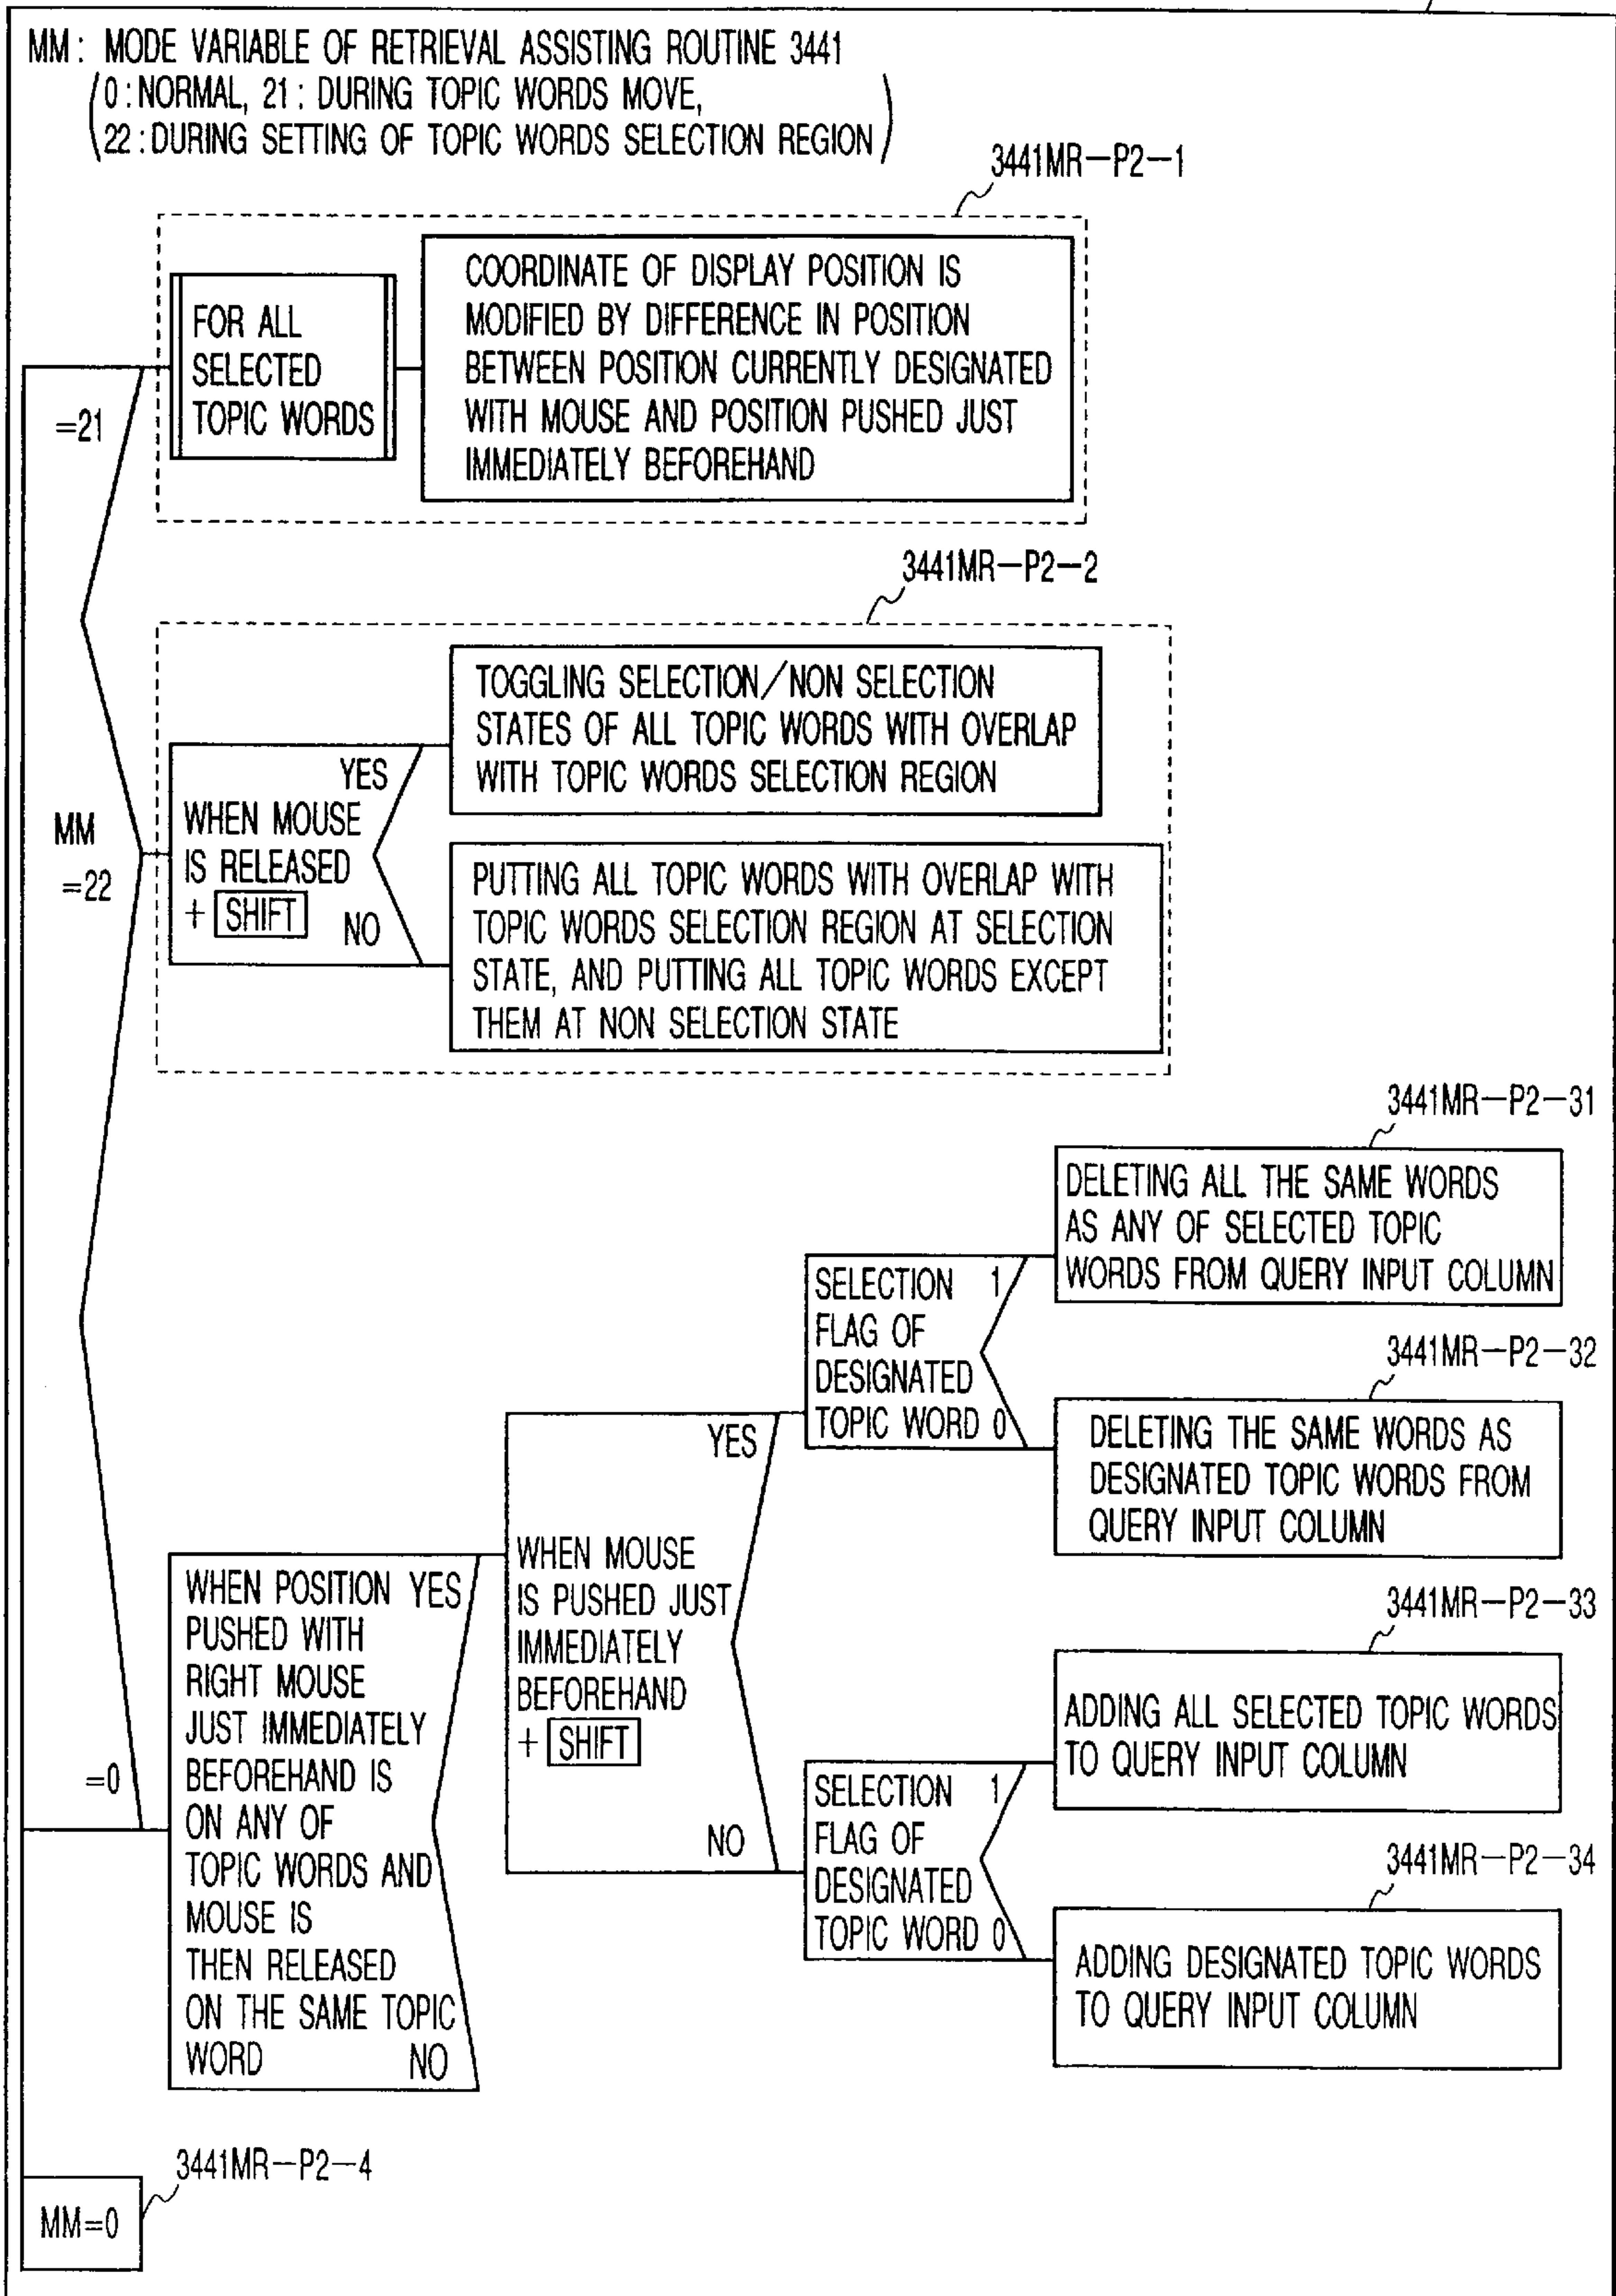 MM: MODE VARIABLE OF RETRIEVAL ASSISTING ROUTINE 3441
(0:NORMAL, 21: DURING TOPIC WORDS MOVE,
22:DURING SETTING OF TOPIC WORDS SELECTION REGION)
3441MR-P2-1
FOR ALL
SELECTED
TOPIC WORDS
COORDINATE OF DISPLAY POSITION IS
MODIFIED BY DIFFERENCE IN POSITION
BETWEEN POSITION CURRENTLY DESIGNATED
WITH MOUSE AND POSITION PUSHED JUST
IMMEDIATELY BEFOREHAND
=21
3441MR-P2-2
TOGGLING SELECTION/NON SELECTION
STATES OF ALL TOPIC WORDS WITH OVERLAP
WITH TOPIC WORDS SELECTION REGION
MM
=22
YES
WHEN MOUSE
IS RELEASED
+ SHIFT NO
PUTTING ALL TOPIC WORDS WITH OVERLAP WITH
TOPIC WORDS SELECTION REGION AT SELECTION
STATE, AND PUTTING ALL TOPIC WORDS EXCEPT
THEM AT NON SELECTION STATE
3441MR-P2-31
DELETING ALL THE SAME WORDS
AS ANY OF SELECTED TOPIC
WORDS FROM QUERY INPUT COLUMN
SELECTION 1
FLAG OF
DESIGNATED
TOPIC WORD 0
3441MR-P2-32
DELETING THE SAME WORDS AS
DESIGNATED TOPIC WORDS FROM
QUERY INPUT COLUMN
YES
WHEN MOUSE
IS PUSHED JUST
IMMEDIATELY
BEFOREHAND
+ SHIFT
NO
=0
WHEN POSITION YES
PUSHED WITH
RIGHT MOUSE
JUST IMMEDIATELY
BEFOREHAND IS
ON ANY OF
TOPIC WORDS AND
MOUSE IS
THEN RELEASED
ON THE SAME TOPIC
WORD NO
3441MR-P2-33
ADDING ALL SELECTED TOPIC WORDS
TO QUERY INPUT COLUMN
SELECTION 1
FLAG OF
DESIGNATED
TOPIC WORD 0
3441MR-P2-34
ADDING DESIGNATED TOPIC WORDS
TO QUERY INPUT COLUMN
3441MR-P2-4
MM=0